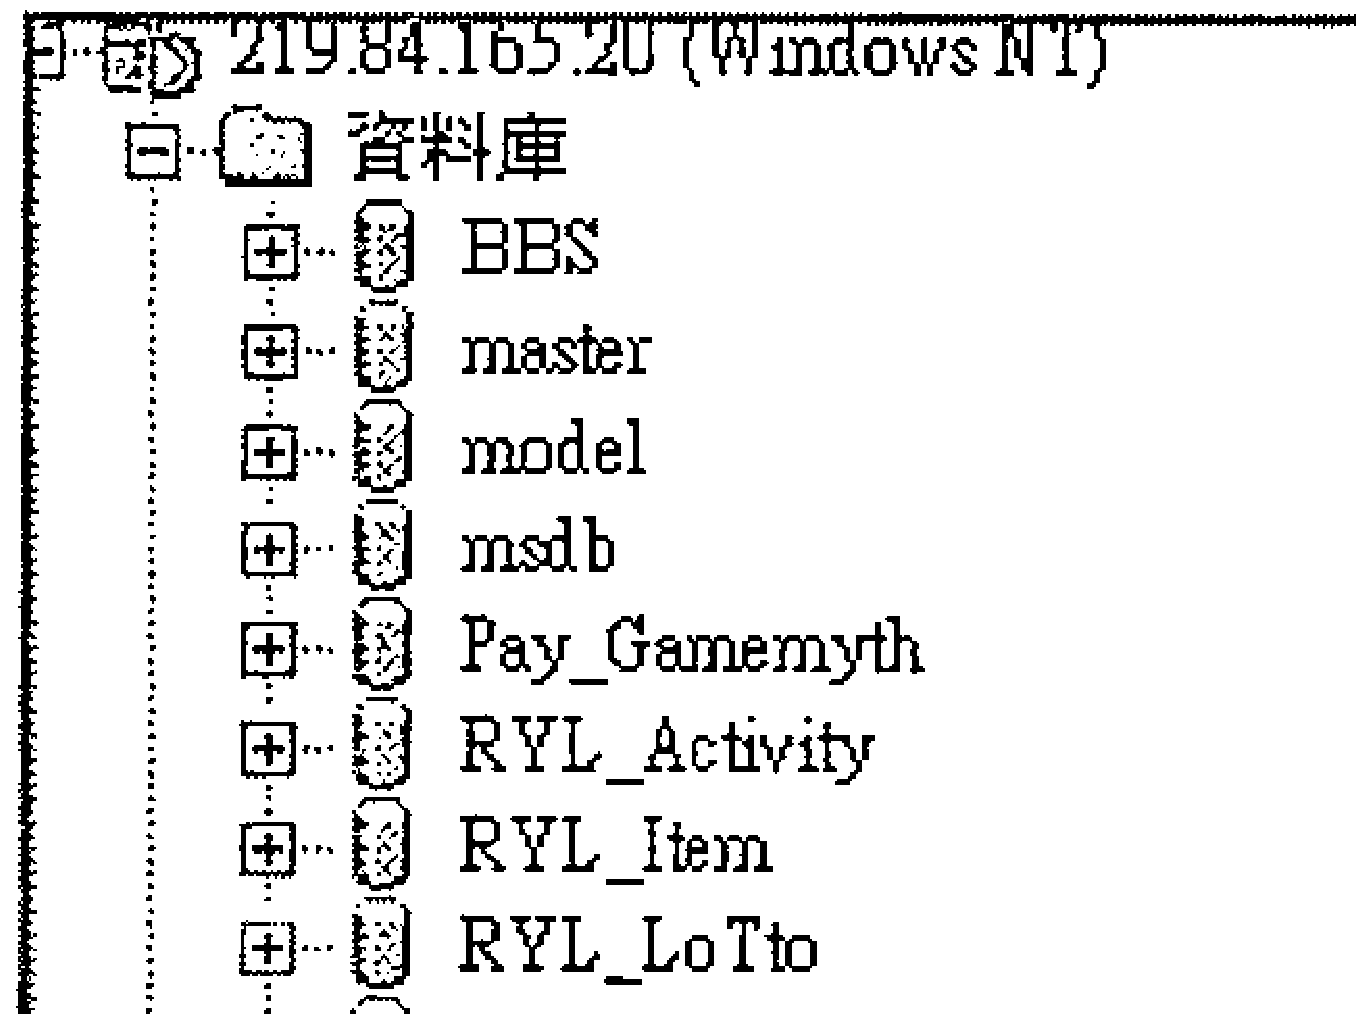 219.84.165.20 (Windows NT)
資料庫
BBS
master
model
msdb
Pay_Gamemyth
RYL_Activity
RYL_Item
RYL_LoTto